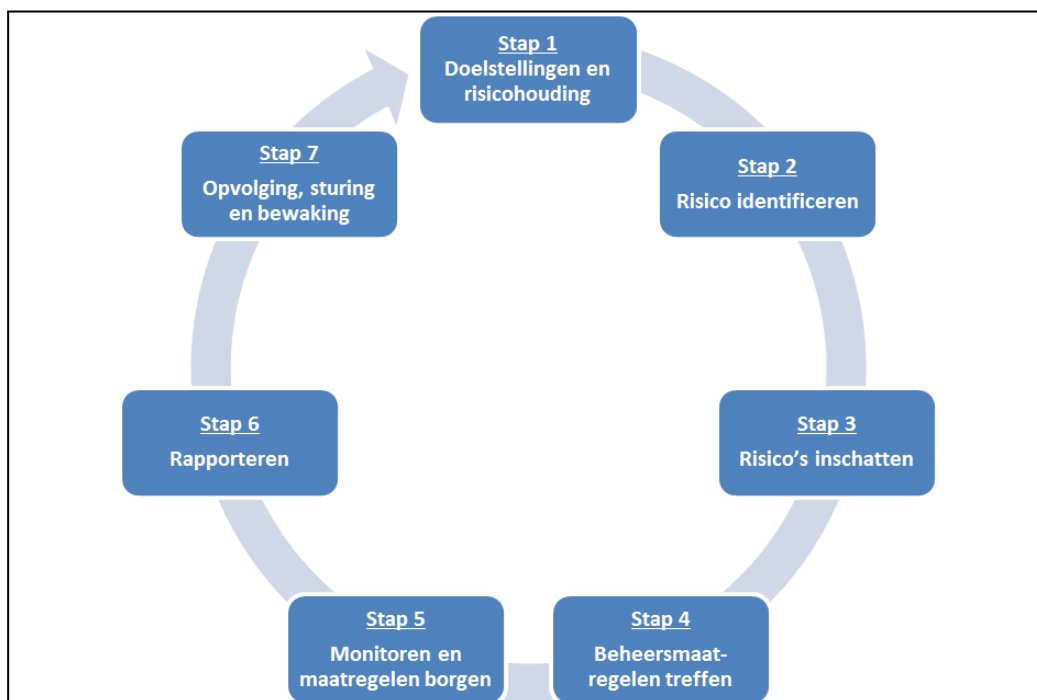 Stap 1
Doelstellingen en
risicohouding
Stap 2
Risico identificeren
Stap 3
Risico's inschatten
Stap 4
Beheersmaat-
regelen treffen
Stap 5
Monitoren en
maatregelen borgen
Stap 6
Rapporteren
Stap 7
Opvolging, sturing
en bewaking